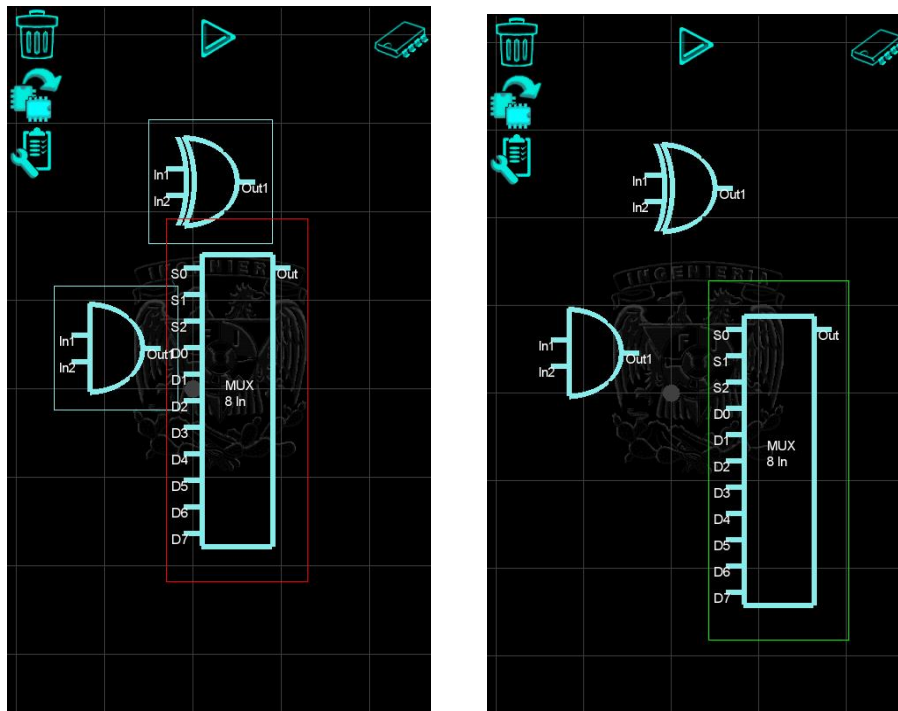 In1
In2
Out1
S0
Out
S1
S2
In1
In2
Out1
D0
D1
D2
MUX
8 In
D3
D4
D5
D6
D7
INGENIERIA
In1
In2
Out1
INGENIERIA
S0
Out
S1
In1
In2
Out1
S2
D0
D1
MUX
8 In
D2
D3
D4
D5
D6
D7